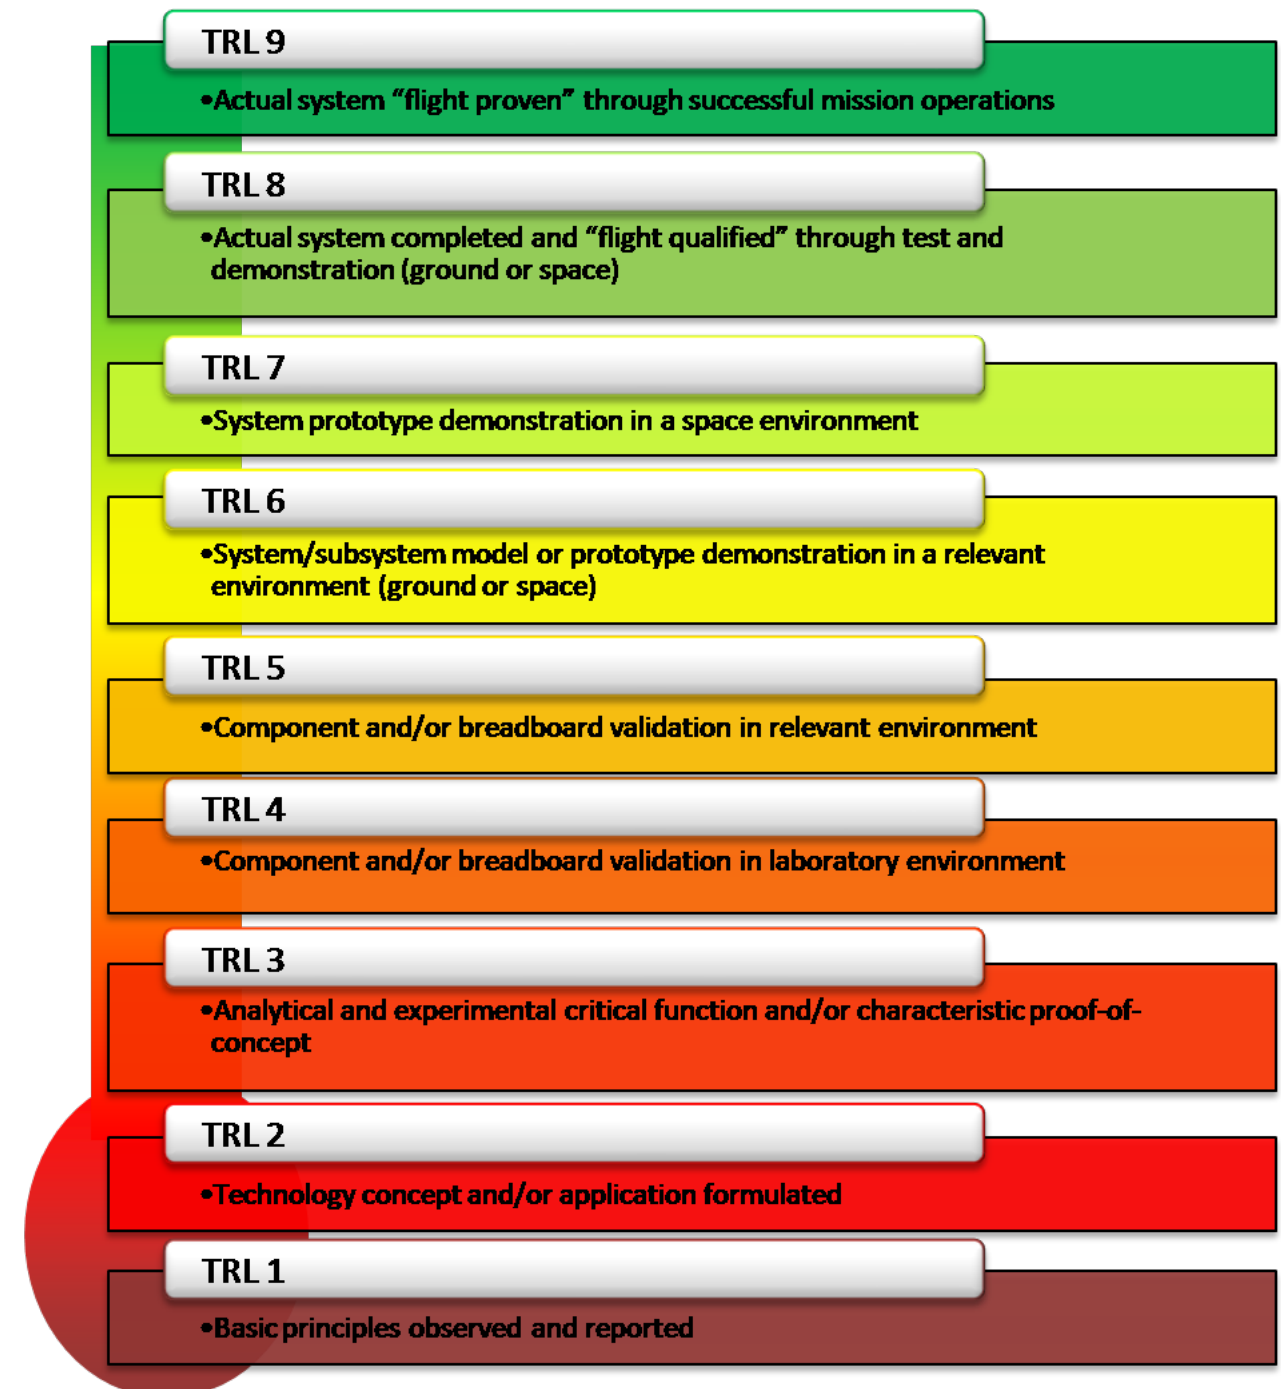 TRL 9
•Actual system “flight proven” through successful mission operations
TRL 8
•Actual system completed and “flight qualified” through test and
demonstration (ground or space)
TRL 7
•System prototype demonstration in a space environment
TRL 6
•System/subsystem model or prototype demonstration in a relevant
environment (ground or space)
TRL 5
•Component and/or breadboard validation in relevant environment
TRL 4
•Component and/or breadboard validation in laboratory environment
TRL 3
•Analytical and experimental critical function and/or characteristic proof-of-
concept
TRL 2
•Technology concept and/or application formulated
TRL 1
•Basic principles observed and reported